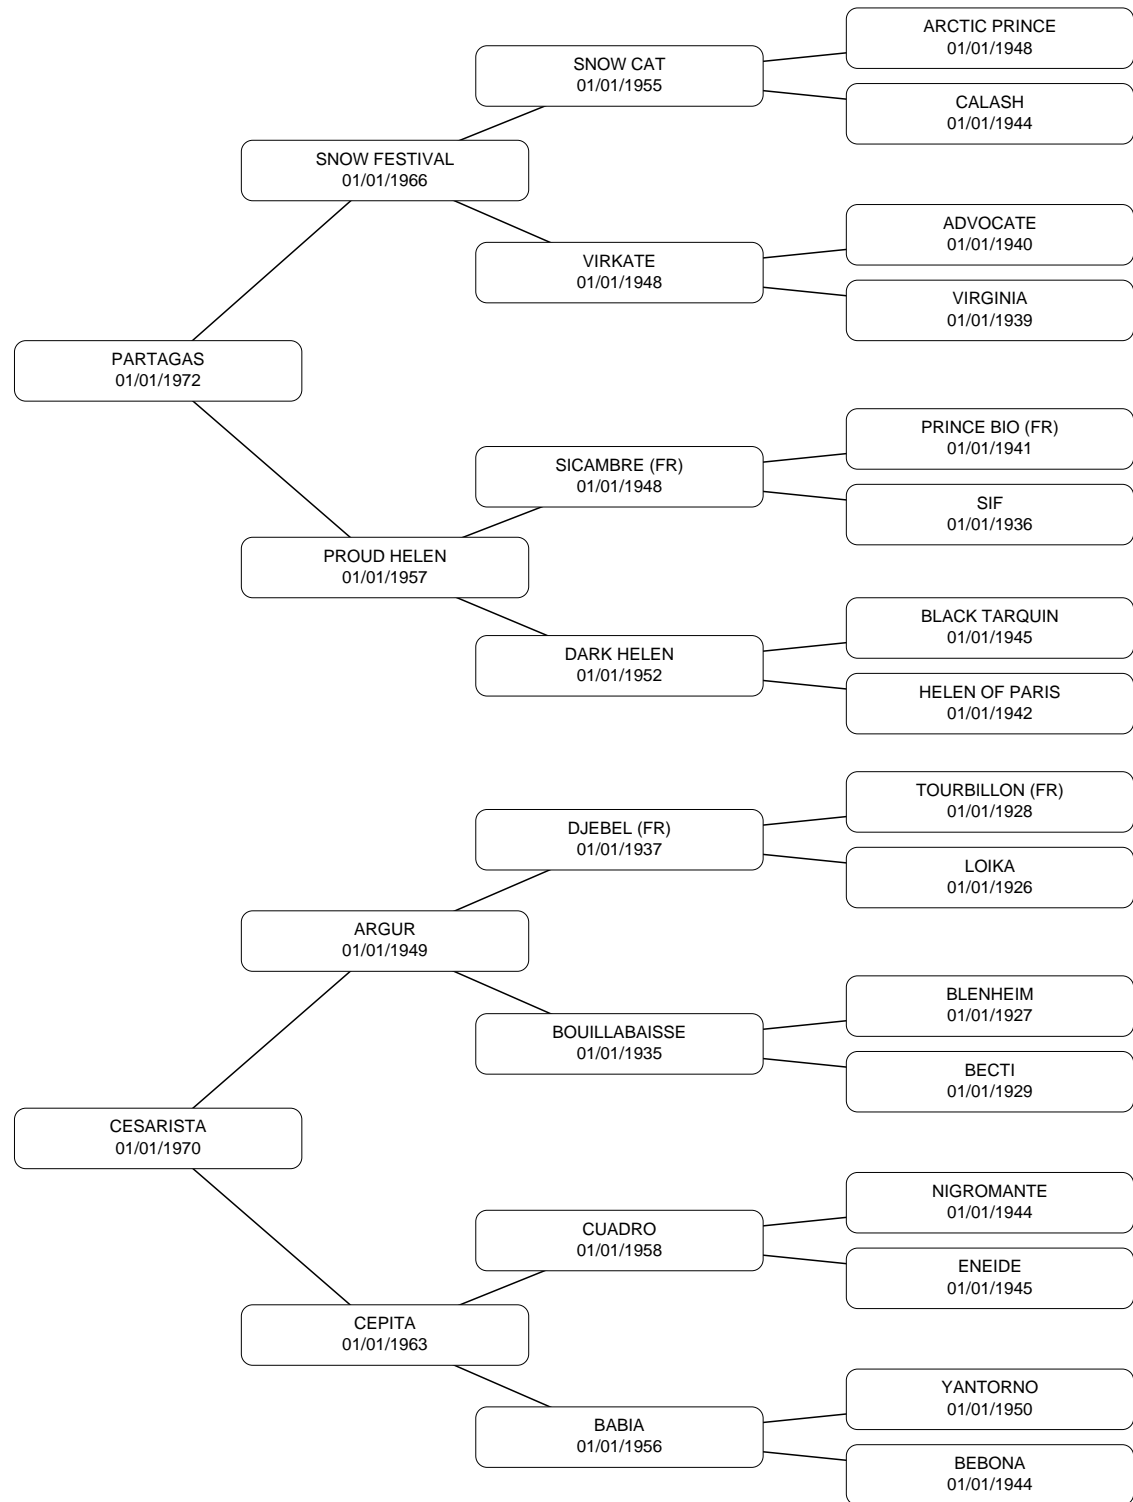 ARCTIC PRINCE
01/01/1948
SNOW CAT
01/01/1955
CALASH
01/01/1944
SNOW FESTIVAL
01/01/1966
ADVOCATE
01/01/1940
VIRKATE
01/01/1948
VIRGINIA
01/01/1939
PARTAGAS
01/01/1972
PRINCE BIO (FR)
01/01/1941
SICAMBRE (FR)
01/01/1948
SIF
01/01/1936
PROUD HELEN
01/01/1957
BLACK TARQUIN
01/01/1945
DARK HELEN
01/01/1952
HELEN OF PARIS
01/01/1942
TOURBILLON (FR)
01/01/1928
DJEBEL (FR)
01/01/1937
LOIKA
01/01/1926
ARGUR
01/01/1949
BLENHEIM
01/01/1927
BOUILLABAISSE
01/01/1935
BECTI
01/01/1929
CESARISTA
01/01/1970
NIGROMANTE
01/01/1944
CUADRO
01/01/1958
ENEIDE
01/01/1945
CEPITA
01/01/1963
YANTORNO
01/01/1950
BABIA
01/01/1956
BEBONA
01/01/1944